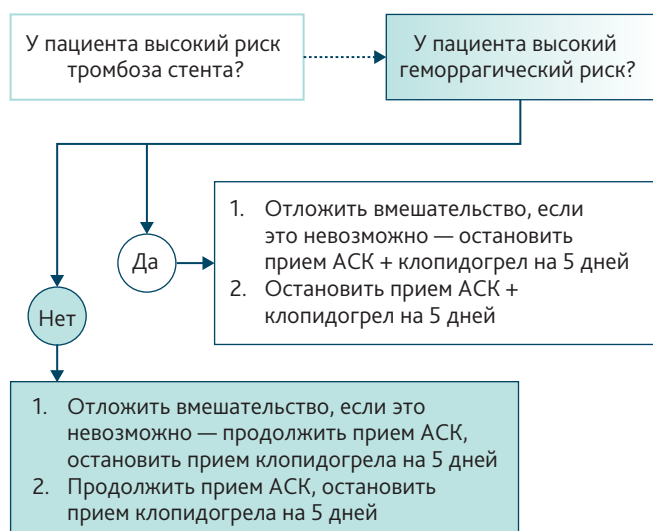 У пациента высокий риск
тромбоза стента?
У пациента высокий
геморрагический риск?
1. Отложить вмешательство, если
это невозможно — остановить
прием АСК + клопидогрел на 5 дней
2. Остановить прием АСК +
клопидогрел на 5 дней
Да
Нет
1. Отложить вмешательство, если это
невозможно — продолжить прием АСК,
остановить прием клопидогрела на 5 дней
2. Продолжить прием АСК, остановить
прием клопидогрела на 5 дней